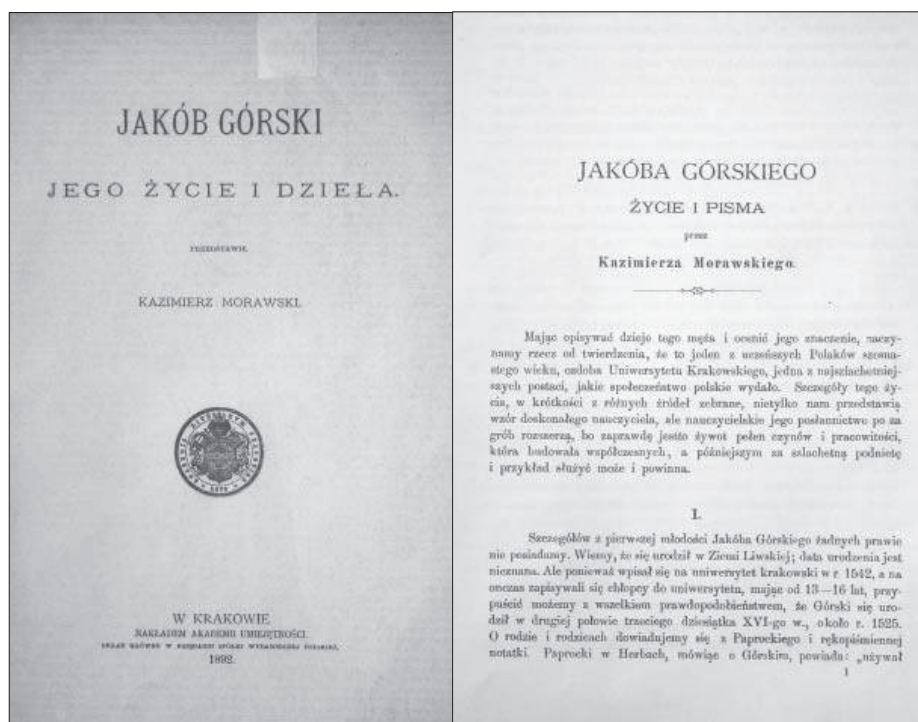 JAKÓB GÓRSKI
JEGO ŻYCIE I DZIEŁA.
PRZEDSTAWIŁ
KAZIMIERZ MORAWSKI.
W KRAKOWIE
NAKŁADEM AKADEMII UMIEJĘTNOŚCI.
SKŁAD GŁÓWNY W KSIĘGARNI SPÓŁKI WYDAWNICZEJ POLSKIEJ.
1892.
JAKÓBA GÓRSKIEGO
ŻYCIE I PISMA
przez
Kazimierza Morawskiego.
Mając opisywać dzieje tego męża i ocenić jego znaczenie, zaczy-
namy rzecz od twierdzenia, że to jeden z uczeńszych Polaków szesna-
stego wieku, ozdoba Uniwersytetu Krakowskiego, jedna z najszlachetniej-
szych postaci, jakie społeczeństwo polskie wydało. Szczegóły tego ży-
cia, w krótkości z różnych źródeł zebrane, nietylko nam przedstawią
wzór doskonałego nauczyciela, ale nauczycielskie jego posłannictwo po za
grób rozszerzą, bo zaprawdę jestto żywot pełen czynów i pracowitości,
która budowała współczesnych, a późniejszym za szlachetną podnietę
i przykład służyć może i powinna.
I.
Szczegółów z pierwszej młodości Jakóba Górskiego żadnych prawie
nie posiadamy. Wiemy, że się urodził w Ziemi Liwskiej; data urodzenia jest
nieznana. Ale ponieważ wpisał się na uniwersytet krakowski w r. 1542, a na
onczas zapisywali się chłopcy do uniwersytetu, mając od 13—16 lat, przy-
puścić możemy z wszelkiem prawdopodobieństwem, że Górski się uro-
dził w drugiej połowie trzeciego dziesiątka XVI-go w., około r. 1525.
O rodzie i rodzicach dowiadujemy się z Paprockiego i rękopiśmiennej
notatki. Paprocki w Herbach, mówiąc o Górskim, powiada: „używał
1